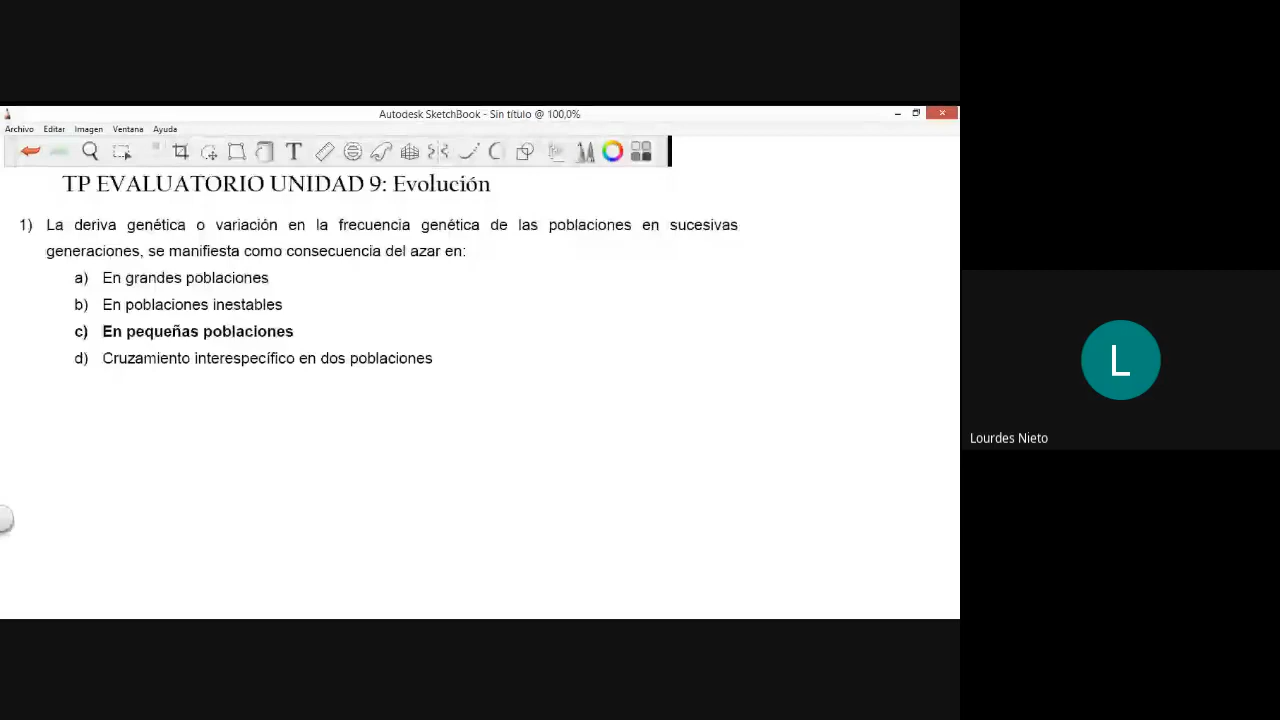 Autodesk SketchBook - Sin título @ 100,0%
Archivo Editar Imagen Ventana Ayuda
T
TP EVALUATORIO UNIDAD 9: Evolución
1) La deriva genética o variación en la frecuencia genética de las poblaciones en sucesivas
generaciones, se manifiesta como consecuencia del azar en:
a) En grandes poblaciones
b) En poblaciones inestables
c) En pequeñas poblaciones
d) Cruzamiento interespecífico en dos poblaciones
L
Lourdes Nieto